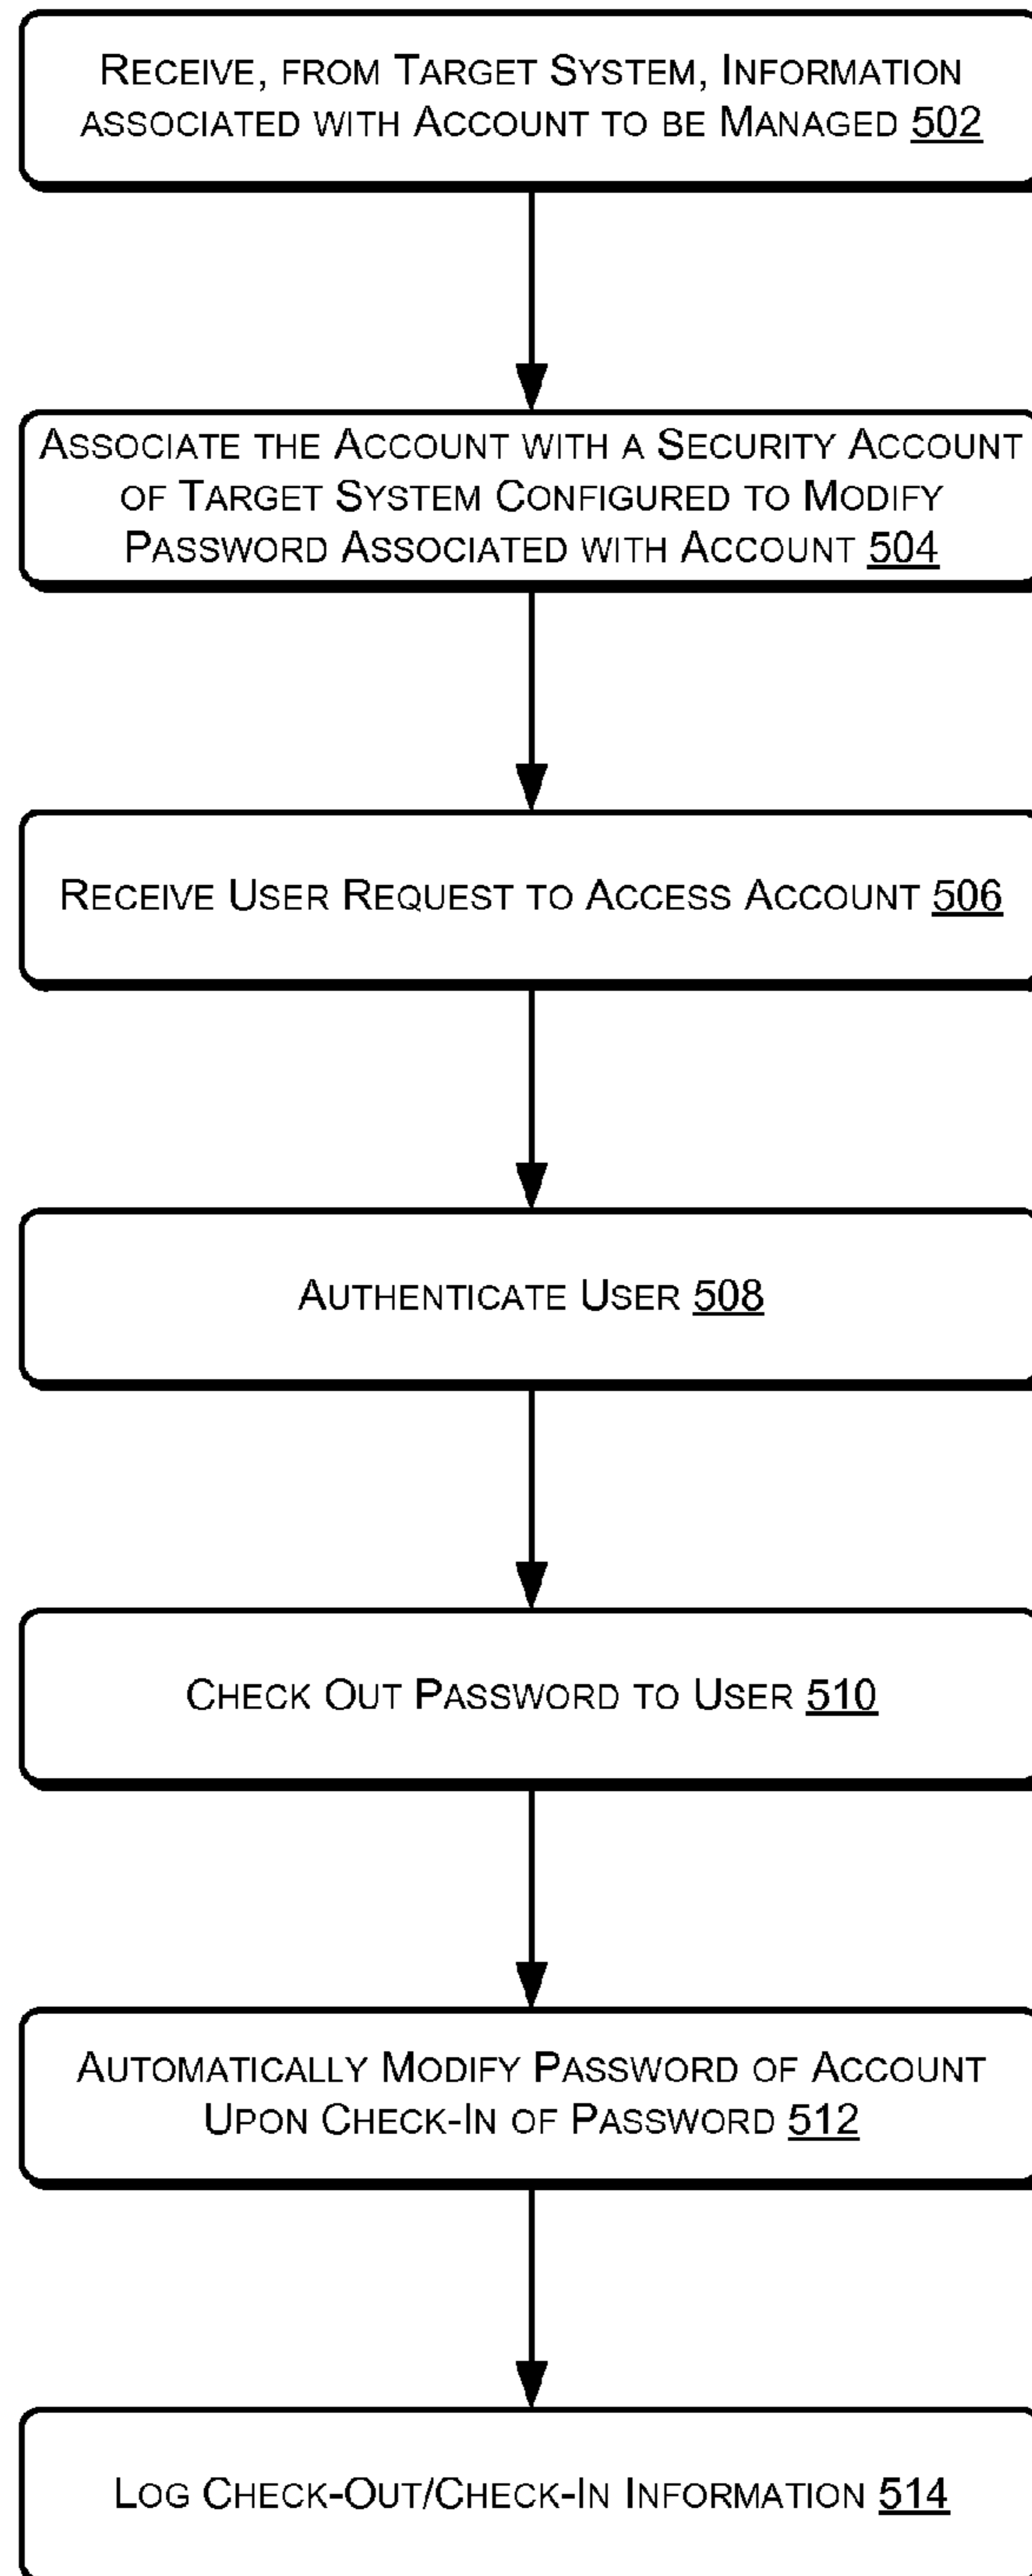 RECEIVE, FROM TARGET SYSTEM, INFORMATION
ASSOCIATED WITH ACCOUNT TO BE MANAGED 502
ASSOCIATE THE ACCOUNT WITH A SECURITY ACCOUNT
OF TARGET SYSTEM CONFIGURED TO MODIFY
PASSWORD ASSOCIATED WITH ACCOUNT 504
RECEIVE USER REQUEST TO ACCESS ACCOUNT 506
AUTHENTICATE USER 508
CHECK OUT PASSWORD TO USER 510
AUTOMATICALLY MODIFY PASSWORD OF ACCOUNT
UPON CHECK-IN OF PASSWORD 512
LOG CHECK-OUT/CHECK-IN INFORMATION 514